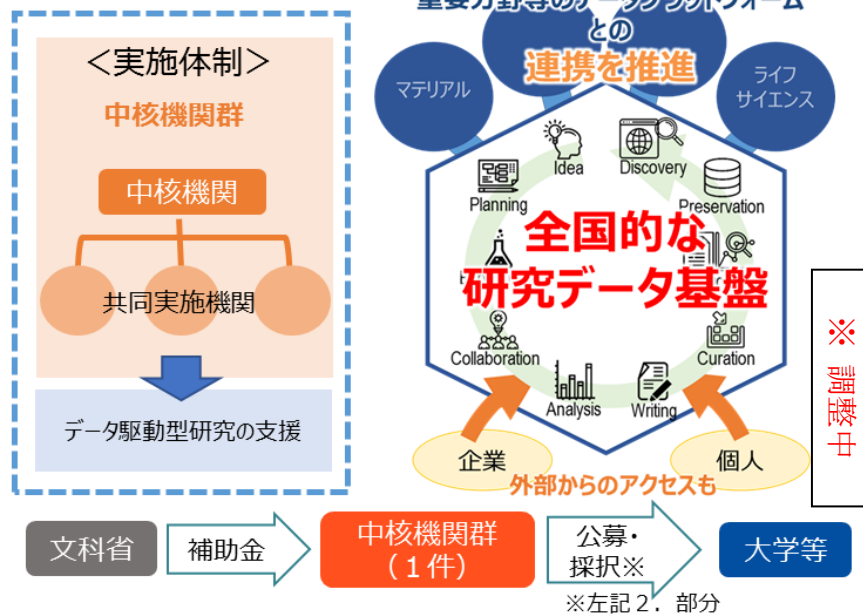 ＜実施体制＞
中核機関群
中核機関
共同実施機関
データ駆動型研究の支援
との
連携を推進
マテリアル
ライフ
サイエンス
Idea
Discovery
Planning
Preservation
全国的な
研究データ基盤
Collaboration
Curation
Analysis
Writing
企業
個人
外部からのアクセスも
※ 調整中
文科省
補助金
中核機関群
（１件）
公募・
採択※
大学等
※左記２．部分